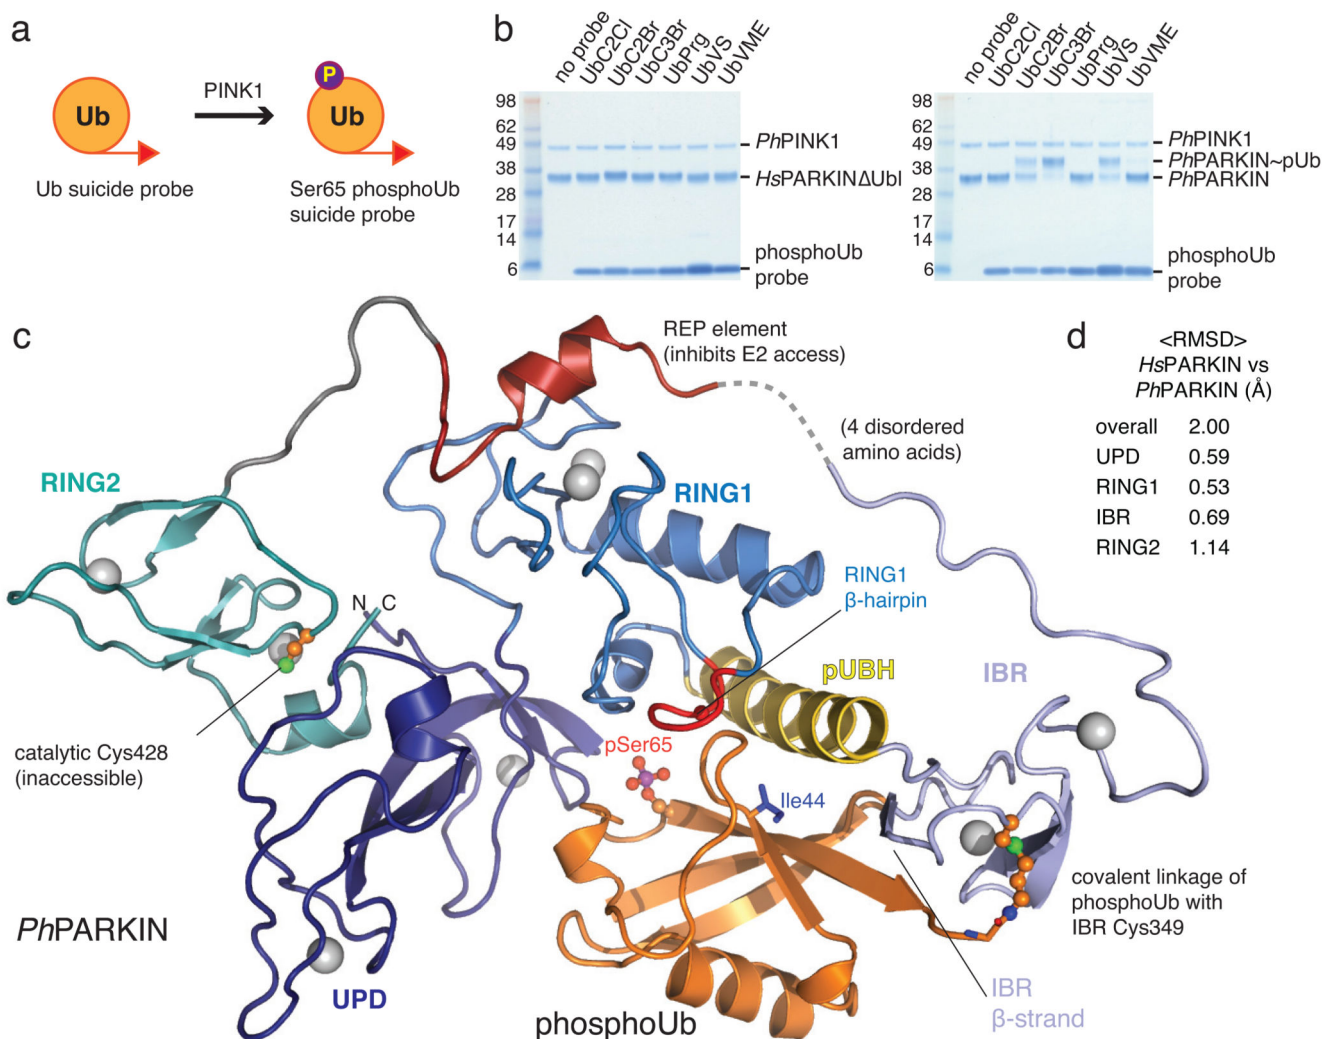 a
P
Ub
PINK1
Ub
Ub suicide probe
Ser65 phosphoUb
suicide probe
b
no probe
UbC2Cl
UbC2Br
UbC3Br
UbPrg
UbVS
UbVME
98
62
49
38
28
17
14
6
PhPINK1
HsPARKINΔUbl
phosphoUb
probe
no probe
UbC2Cl
UbC2Br
UbC3Br
UbPrg
UbVS
UbVME
98
62
49
38
28
17
14
6
PhPINK1
PhPARKIN~pUb
PhPARKIN
phosphoUb
probe
c
REP element
(inhibits E2 access)
(4 disordered
amino acids)
RING2
RING1
RING1
β-hairpin
N C
pUBH
IBR
catalytic Cys428
(inaccessible)
pSer65
Ile44
covalent linkage of
phosphoUb with
IBR Cys349
PhPARKIN
UPD
phosphoUb
IBR
β-strand
d
<RMSD>
HsPARKIN vs
PhPARKIN (Å)
overall 2.00
UPD 0.59
RING1 0.53
IBR 0.69
RING2 1.14